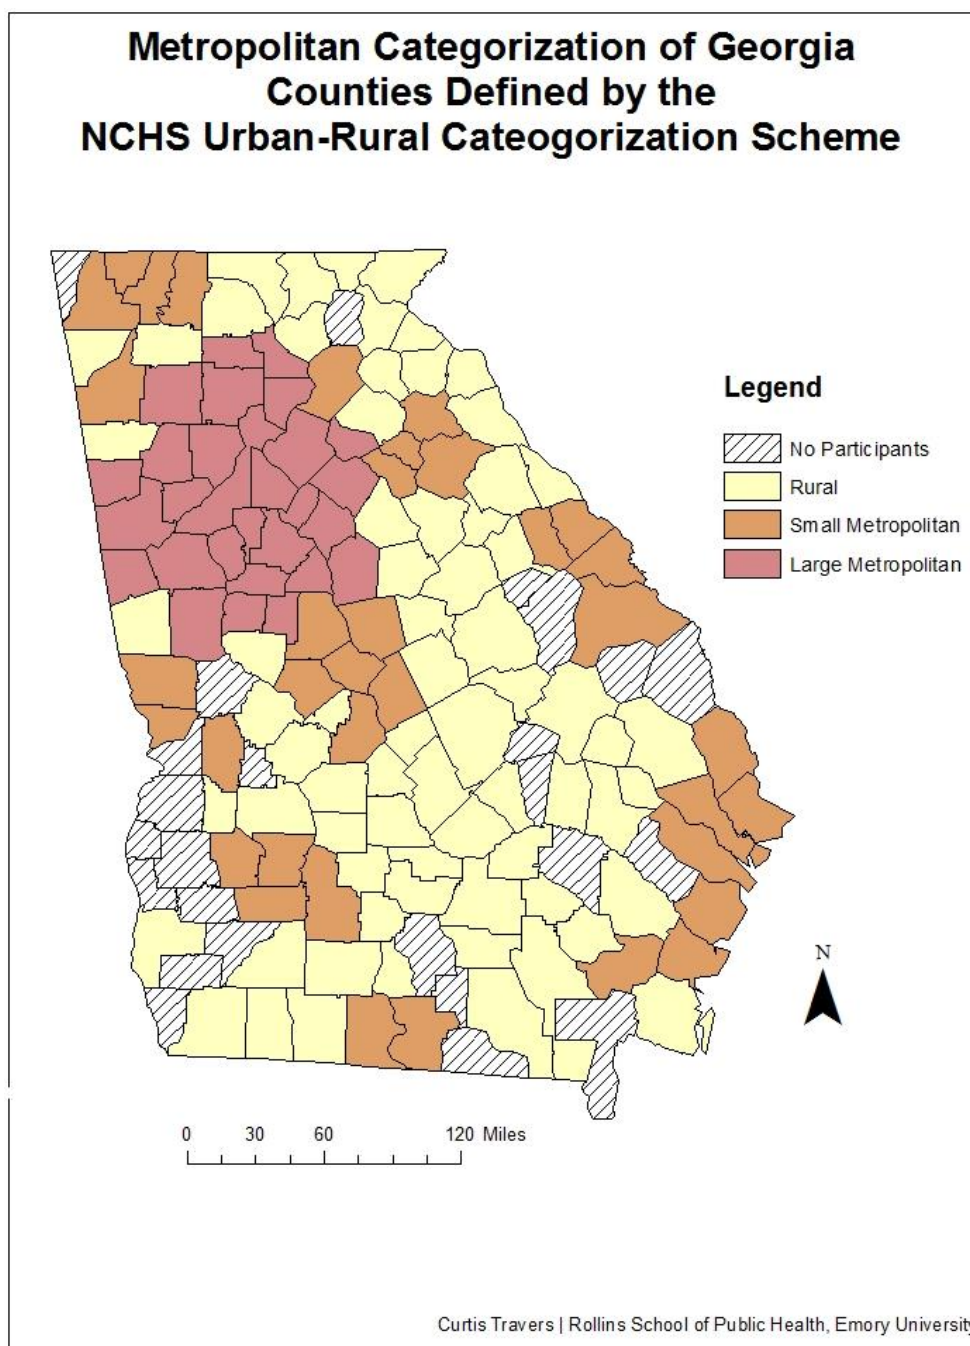 Metropolitan Categorization of Georgia
Counties Defined by the
NCHS Urban-Rural Cateogorization Scheme
Legend
No Participants
Rural
Small Metropolitan
Large Metropolitan
N
0 30 60 120 Miles
Curtis Travers | Rollins School of Public Health, Emory University